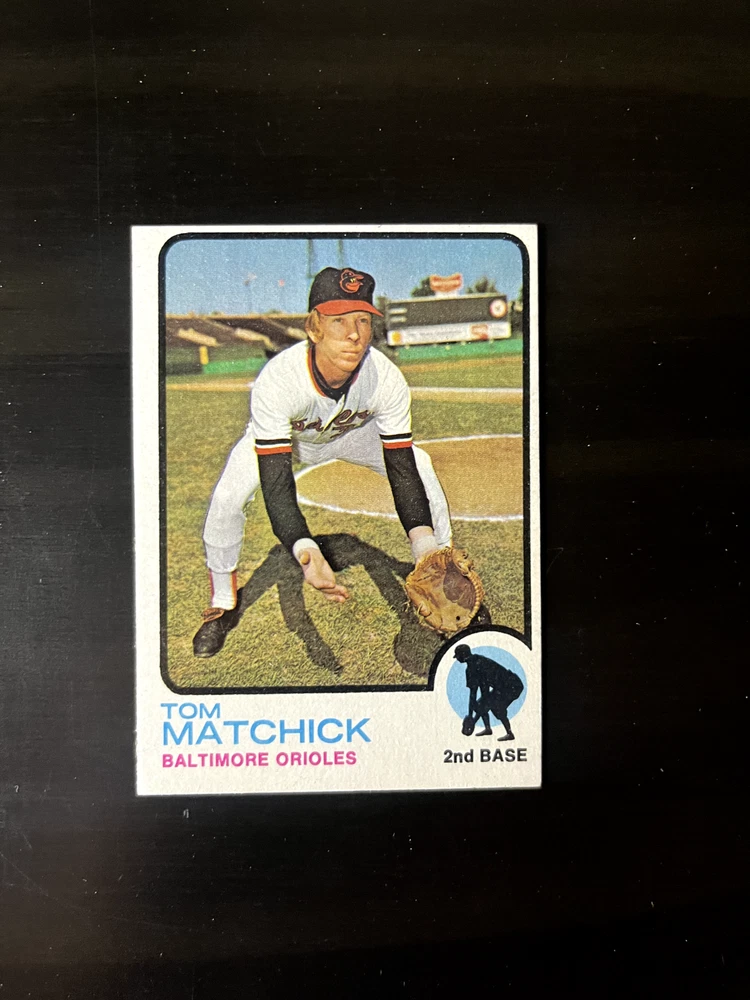 TOM
MATCHICK
BALTIMORE ORIOLES
2nd BASE